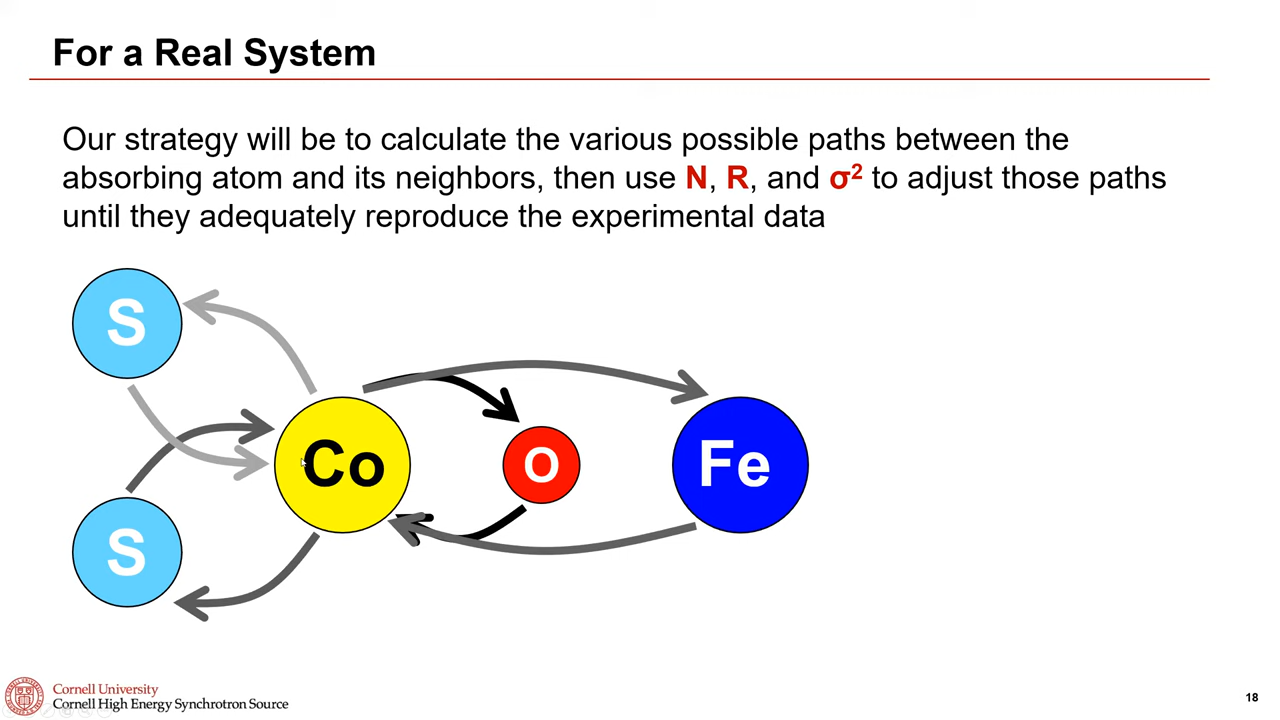 For a Real System
Our strategy will be to calculate the various possible paths between the
absorbing atom and its neighbors, then use N, R, and σ² to adjust those paths
until they adequately reproduce the experimental data
S
Co
O
Fe
S
Cornell University
Cornell High Energy Synchrotron Source
18